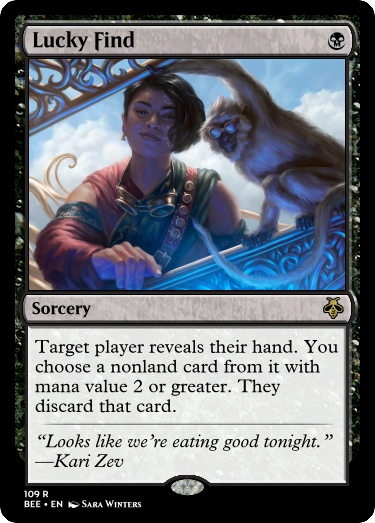 Lucky Find
Sorcery
Target player reveals their hand. You
choose a nonland card from it with
mana value 2 or greater. They
discard that card.
“Looks like we’re eating good tonight.”
—Kari Zev
109 R
BEE • EN Sara Winters